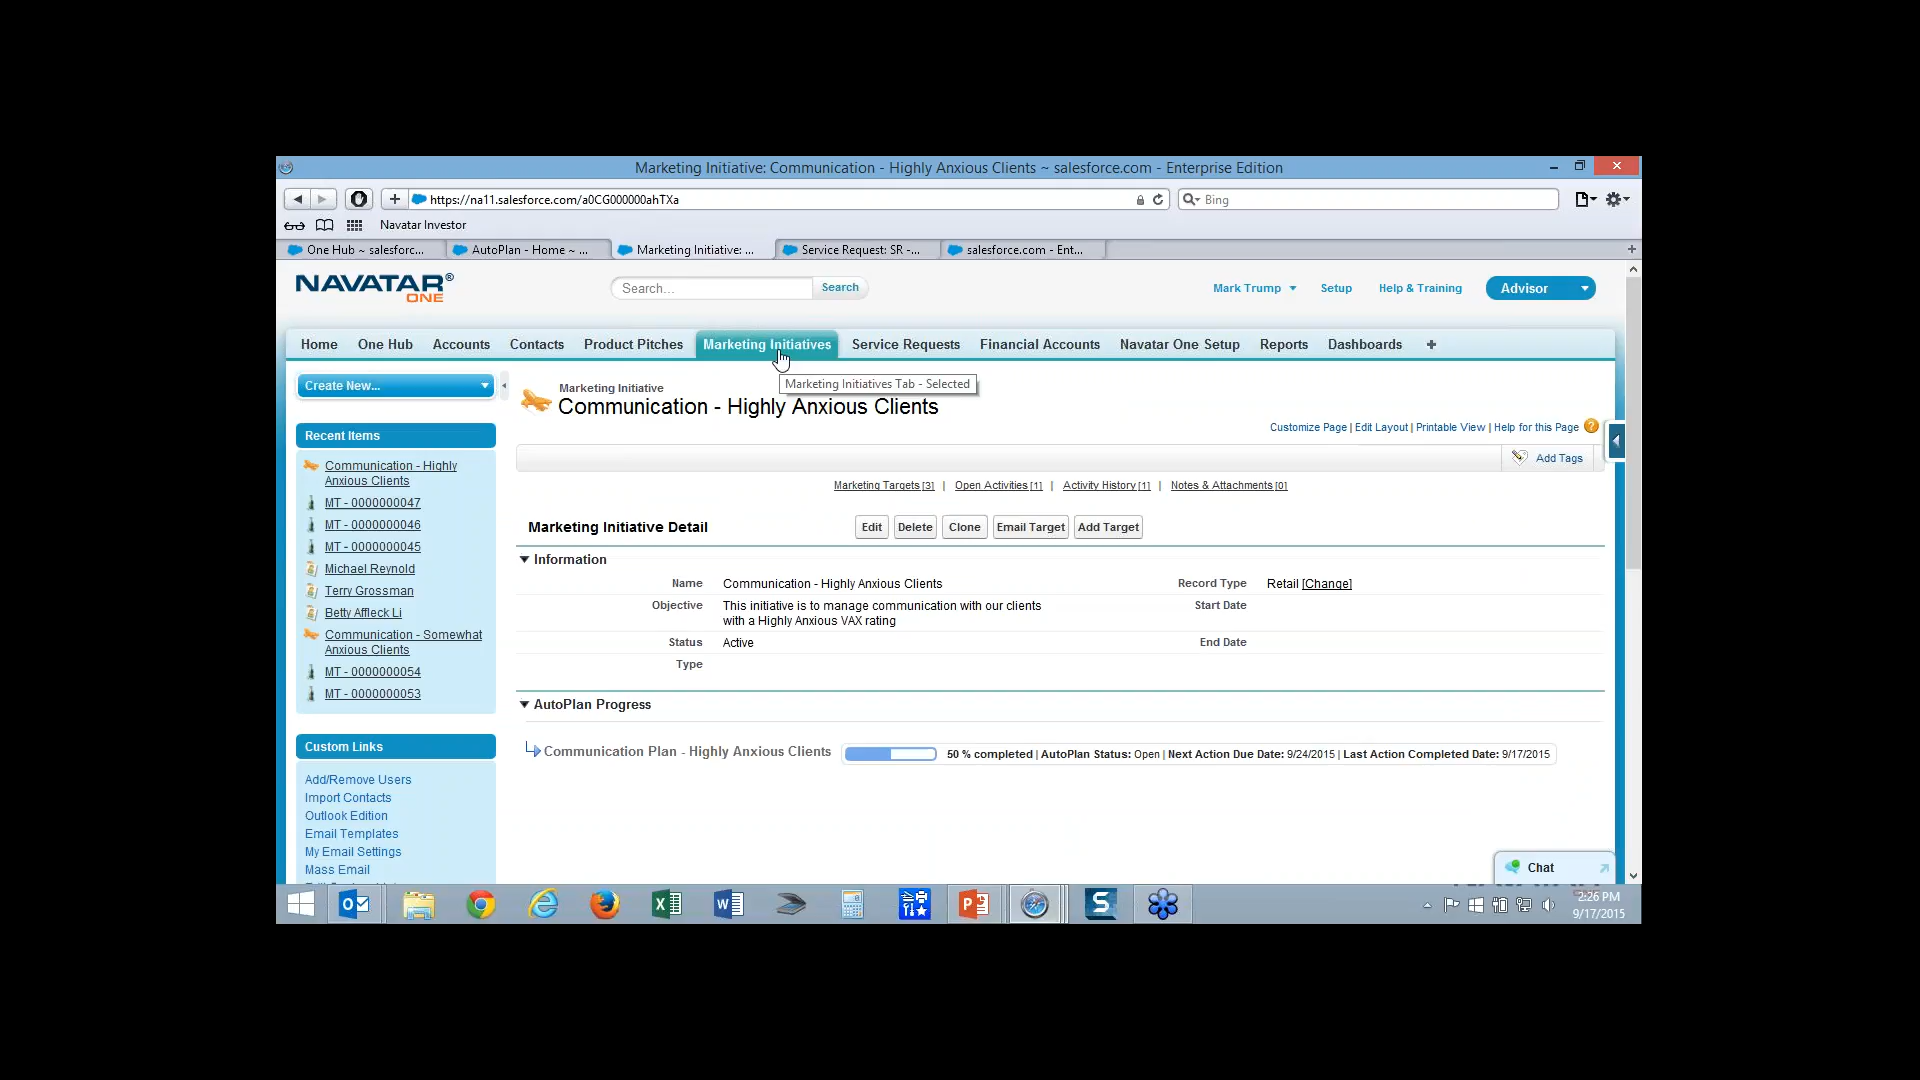 Marketing Initiative: Communication - Highly Anxious Clients ~ salesforce.com - Enterprise Edition
https://na11.salesforce.com/a0CG000000ahTXa
Bing
Navatar Investor
One Hub ~ salesforc...
AutoPlan - Home ~ ...
Marketing Initiative: ...
Service Request: SR -...
salesforce.com - Ent...
NAVATAR®
ONE
Search...
Search
Mark Trump
Setup
Help & Training
Advisor
Home
One Hub
Accounts
Contacts
Product Pitches
Marketing Initiatives
Service Requests
Financial Accounts
Navatar One Setup
Reports
Dashboards
Marketing Initiatives Tab - Selected
Create New...
Recent Items
Communication - Highly
Anxious Clients
MT - 0000000047
MT - 0000000046
MT - 0000000045
Michael Reynold
Terry Grossman
Betty Affleck Li
Communication - Somewhat
Anxious Clients
MT - 0000000054
MT - 0000000053
Custom Links
Add/Remove Users
Import Contacts
Outlook Edition
Email Templates
My Email Settings
Mass Email
Marketing Initiative
Communication - Highly Anxious Clients
Customize Page | Edit Layout | Printable View | Help for this Page
Add Tags
Marketing Targets [3] | Open Activities [1] | Activity History [1] | Notes & Attachments [0]
Marketing Initiative Detail
Edit
Delete
Clone
Email Target
Add Target
Information
Name Communication - Highly Anxious Clients
Record Type Retail [Change]
Objective This initiative is to manage communication with our clients
with a Highly Anxious VAX rating
Start Date
Status Active
End Date
Type
AutoPlan Progress
Communication Plan - Highly Anxious Clients
50 % completed | AutoPlan Status: Open | Next Action Due Date: 9/24/2015 | Last Action Completed Date: 9/17/2015
Chat
2:26 PM
9/17/2015